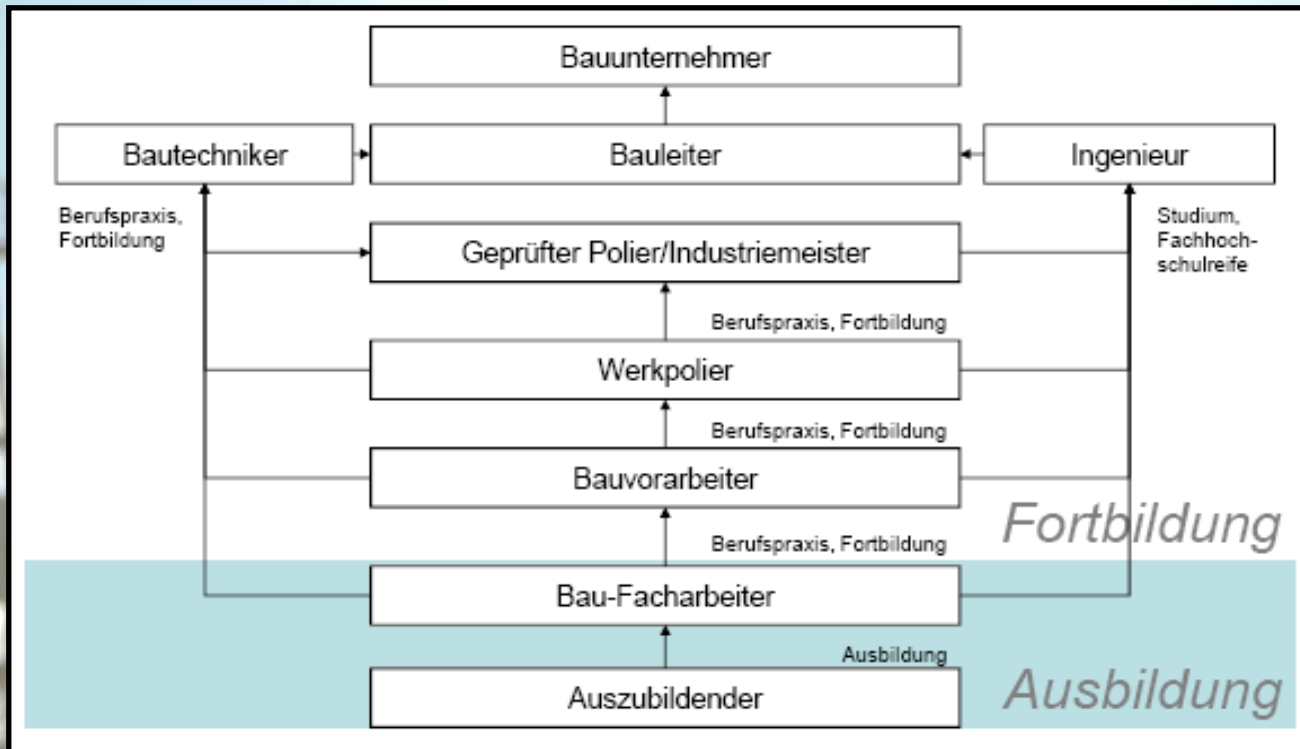 Bauunternehmer
Bautechniker
Bauleiter
Ingenieur
Berufspraxis,
Fortbildung
Studium,
Fachhoch-
schulreife
Geprüfter Polier/Industriemeister
Berufspraxis, Fortbildung
Werkpolier
Berufspraxis, Fortbildung
Bauvorarbeiter
Fortbildung
Berufspraxis, Fortbildung
Bau-Facharbeiter
Ausbildung
Ausbildung
Auszubildender